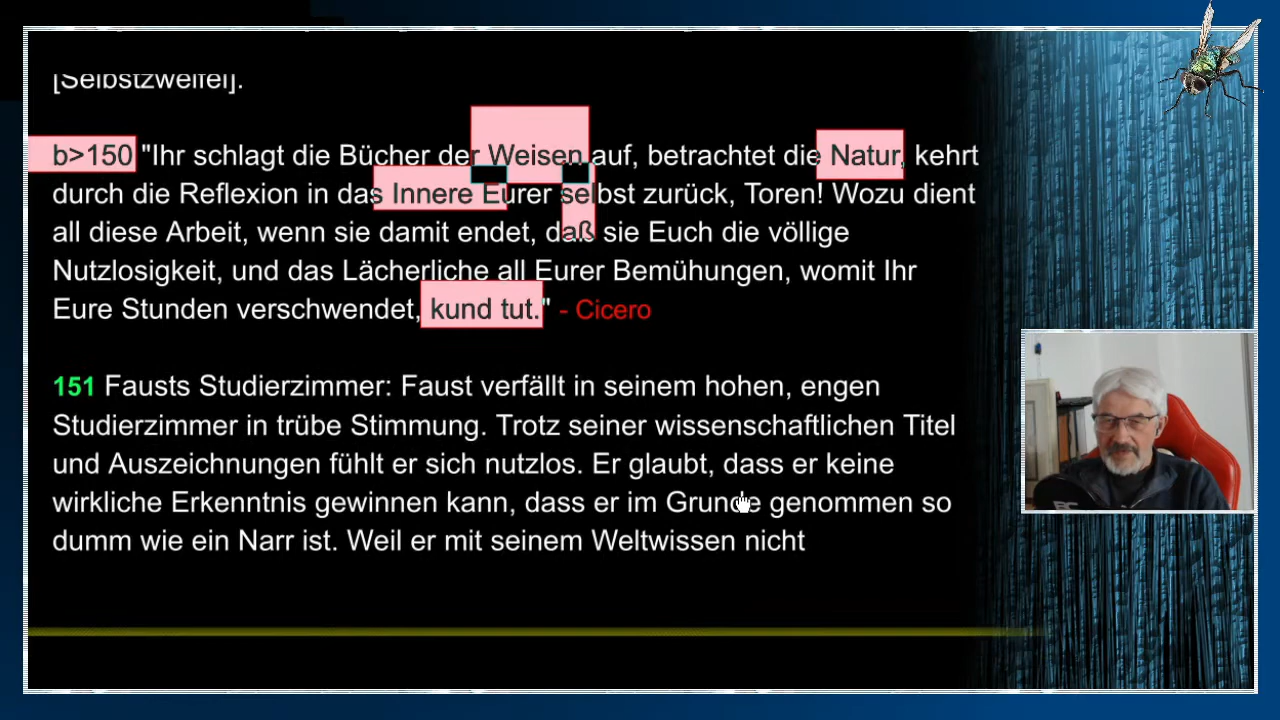 [Selbstzweifel].
b>150 "Ihr schlagt die Bücher der Weisen auf, betrachtet die Natur, kehrt
durch die Reflexion in das Innere Eurer selbst zurück, Toren! Wozu dient
all diese Arbeit, wenn sie damit endet, daß sie Euch die völlige
Nutzlosigkeit, und das Lächerliche all Eurer Bemühungen, womit Ihr
Eure Stunden verschwendet, kund tut." - Cicero
151 Fausts Studierzimmer: Faust verfällt in seinem hohen, engen
Studierzimmer in trübe Stimmung. Trotz seiner wissenschaftlichen Titel
und Auszeichnungen fühlt er sich nutzlos. Er glaubt, dass er keine
wirkliche Erkenntnis gewinnen kann, dass er im Grunde genommen so
dumm wie ein Narr ist. Weil er mit seinem Weltwissen nicht